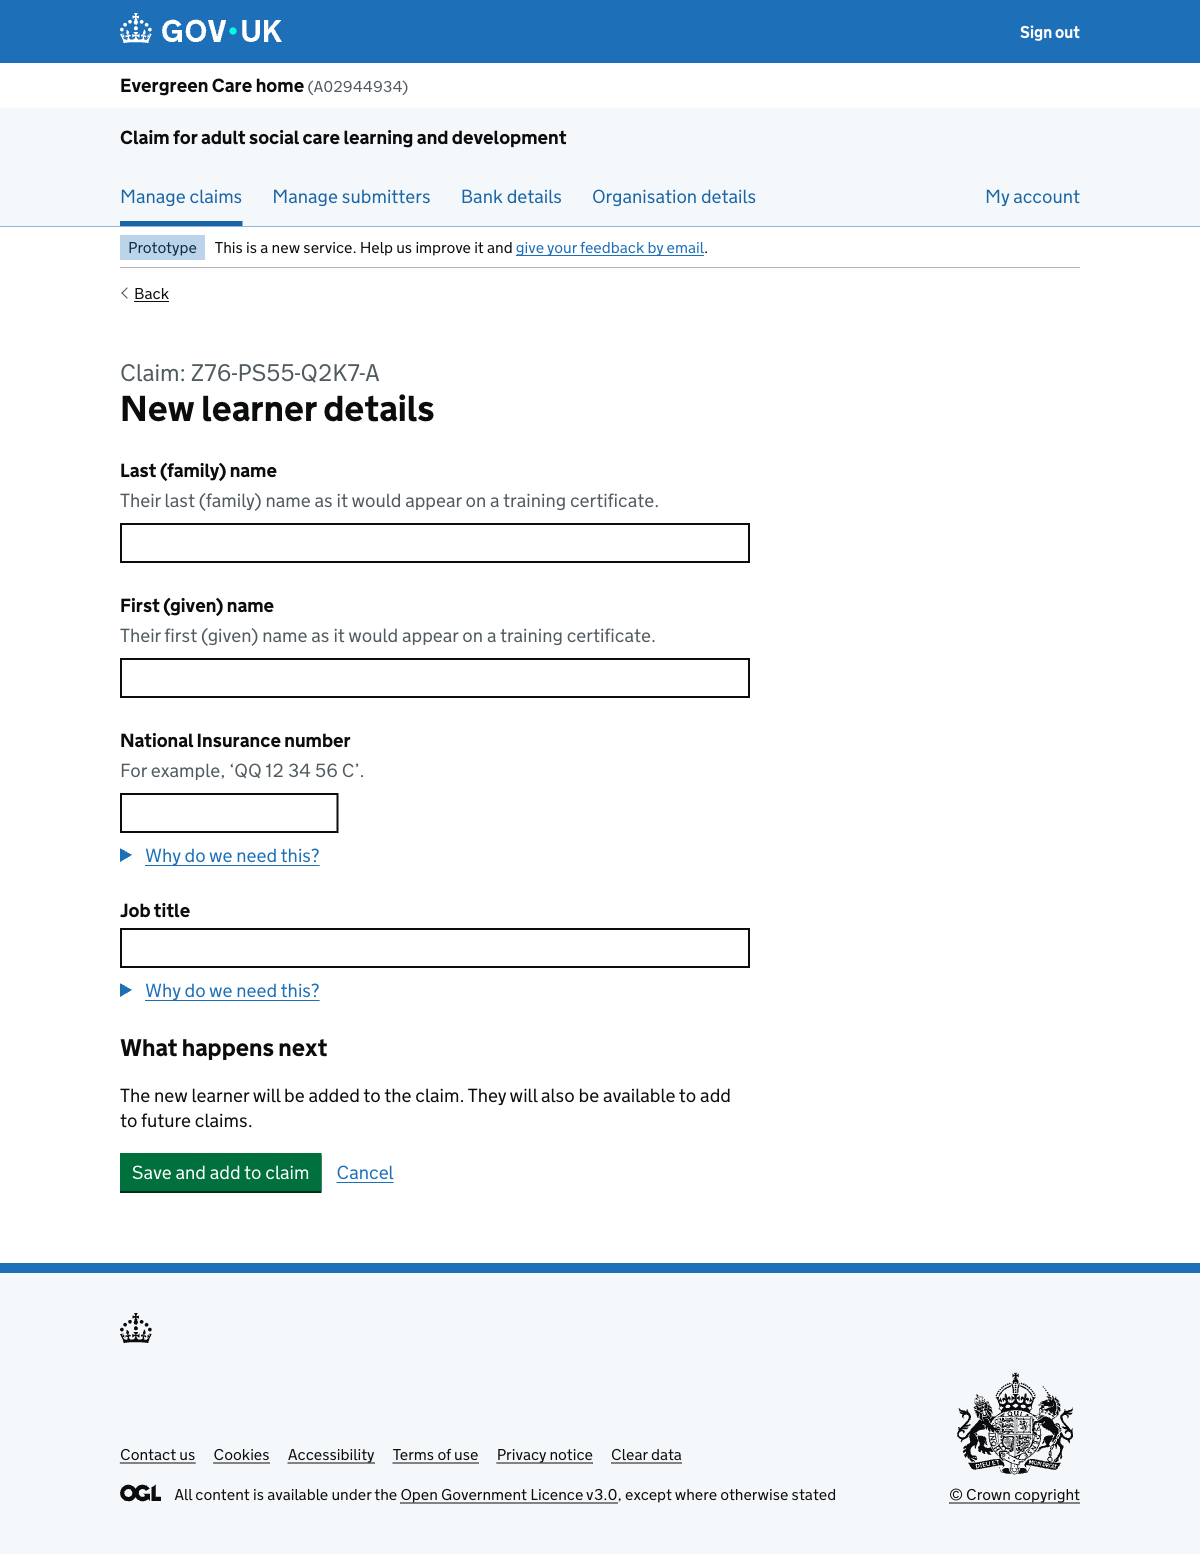 GOV·UK
Sign out
Evergreen Care home (A02944934)
Claim for adult social care learning and development
Manage claims Manage submitters Bank details Organisation details My account
Prototype This is a new service. Help us improve it and give your feedback by email.
Back
Claim: Z76-PS55-Q2K7-A
New learner details
Last (family) name
Their last (family) name as it would appear on a training certificate.
First (given) name
Their first (given) name as it would appear on a training certificate.
National Insurance number
For example, ‘QQ 12 34 56 C’.
Why do we need this?
Job title
Why do we need this?
What happens next
The new learner will be added to the claim. They will also be available to add
to future claims.
Save and add to claim Cancel
Contact us Cookies Accessibility Terms of use Privacy notice Clear data
OGL All content is available under the Open Government Licence v3.0, except where otherwise stated
© Crown copyright